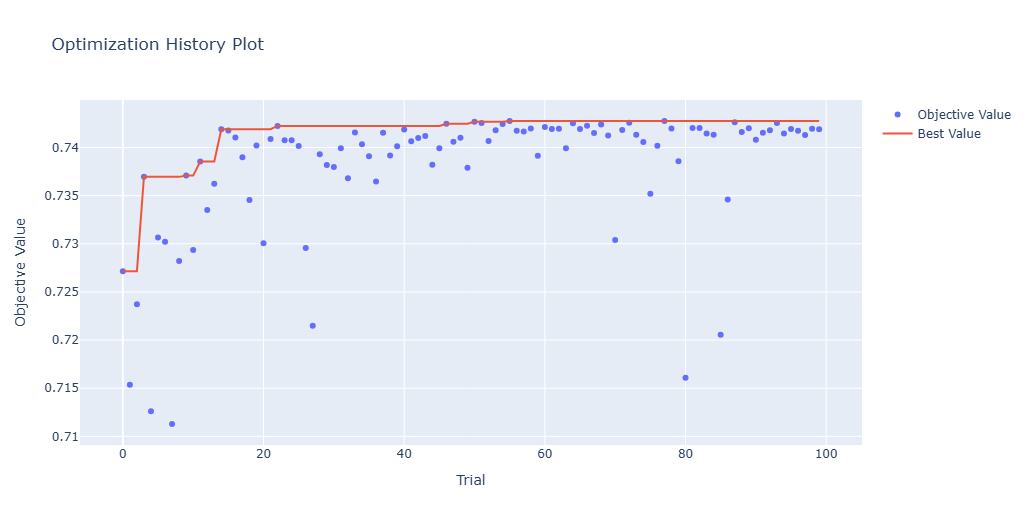 Optimization History Plot
Objective Value
Best Value
0.74
0.735
0.73
0.725
0.72
0.715
0.71
0
20
40
60
80
100
Trial
Objective Value